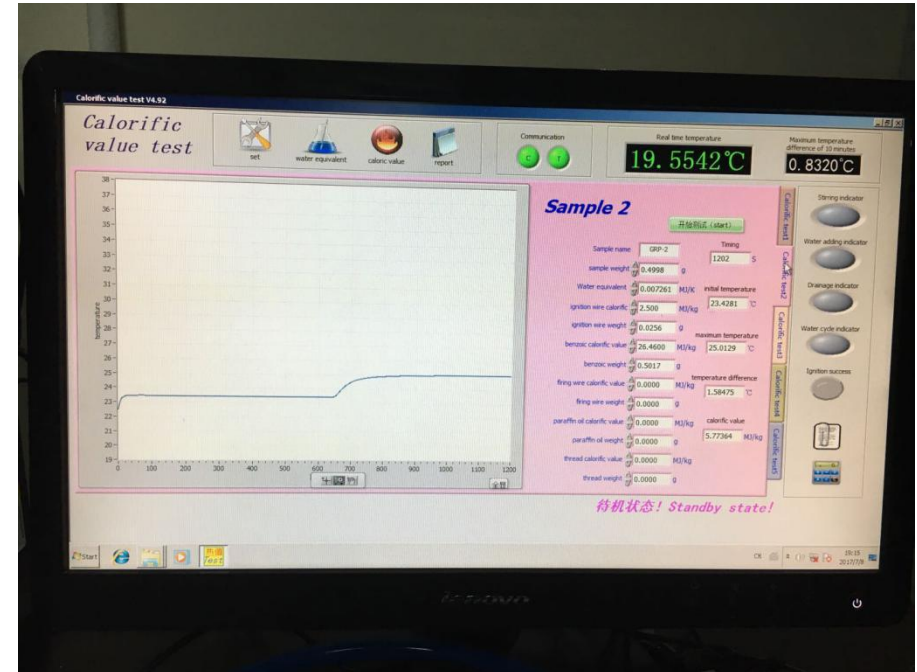 Calorific value test V4.92
Calorific
value test
set
water equivalent
caloric value
report
Communication
C
T
Real time temperature
19.5542℃
Maximum temperature
difference of 10 minutes
0.8320℃
38
37
36
35
34
33
32
31
30
29
28
27
26
25
24
23
22
21
20
19
temperature
0 100 200 300 400 500 600 700 800 900 1000 1100 1200
Sample 2
开始测试（start）
Sample name GRP-2
Timing
1202 S
sample weight 0.4998 g
Water equivalent 0.007261 MJ/K
initial temperature
23.4281 ℃
ignition wire calorific 2.500 MJ/kg
ignition wire weight 0.0256 g
maximum temperature
25.0129 ℃
benzoic calorific value 26.4600 MJ/kg
benzoic weight 0.5017 g
temperature difference
1.58475 ℃
firing wire calorific value 0.0000 MJ/kg
firing wire weight 0.0000 g
paraffin oil calorific value 0.0000 MJ/kg
calorific value
5.77364 MJ/kg
paraffin oil weight 0.0000 g
thread calorific value 0.0000 MJ/kg
thread weight 0.0000 g
Calorific test1
Calorific test2
Calorific test3
Calorific test4
Calorific test5
Stirring indicator
Water adding indicator
Drainage indicator
Water cycle indicator
Ignition success
待机状态! Standby state!
Start
热值
Test
CH
19:15
2017/7/8
lenovo